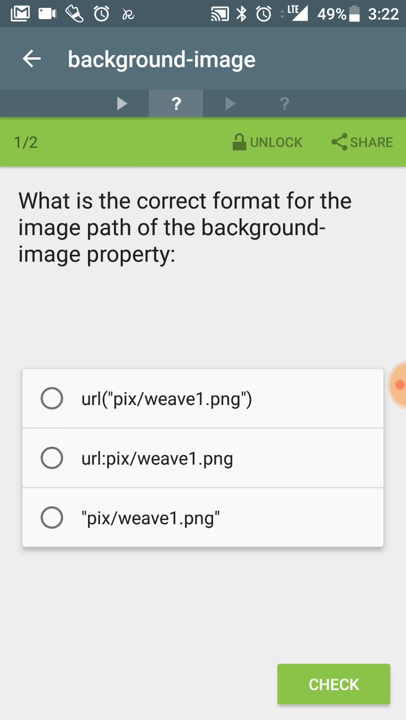 LTE 49% 3:22
background-image
?
?
1/2 UNLOCK SHARE
What is the correct format for the
image path of the background-
image property:
url("pix/weave1.png")
url:pix/weave1.png
"pix/weave1.png"
CHECK